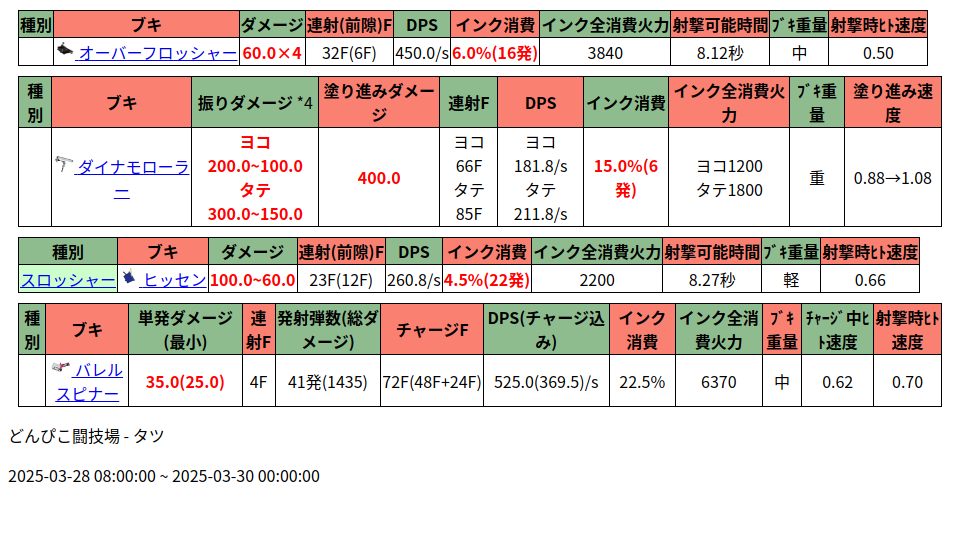 種別 ブキ ダメージ 連射(前隙)F DPS インク消費 インク全消費火力 射撃可能時間 ﾌﾞｷ重量 射撃時ﾋﾄ速度
オーバーフロッシャー 60.0×4 32F(6F) 450.0/s 6.0%(16発) 3840 8.12秒 中 0.50
種別 ブキ 振りダメージ *4 塗り進みダメージ 連射F DPS インク消費 インク全消費火力 ﾌﾞｷ重量 塗り進み速度
ダイナモローラー ヨコ 200.0~100.0 タテ 300.0~150.0 400.0 ヨコ 66F タテ 85F ヨコ 181.8/s タテ 211.8/s 15.0%(6発) ヨコ1200 タテ1800 重 0.88→1.08
種別 ブキ ダメージ 連射(前隙)F DPS インク消費 インク全消費火力 射撃可能時間 ﾌﾞｷ重量 射撃時ﾋﾄ速度
スロッシャー ヒッセン 100.0~60.0 23F(12F) 260.8/s 4.5%(22発) 2200 8.27秒 軽 0.66
種別 ブキ 単発ダメージ(最小) 連射F 発射弾数(総ダメージ) チャージF DPS(チャージ込み) インク消費 インク全消費火力 ﾌﾞｷ重量 ﾁｬｰｼﾞ中ﾋﾄ速度 射撃時ﾋﾄ速度
バレルスピナー 35.0(25.0) 4F 41発(1435) 72F(48F+24F) 525.0(369.5)/s 22.5% 6370 中 0.62 0.70
どんぴこ闘技場 - タツ
2025-03-28 08:00:00 ~ 2025-03-30 00:00:00